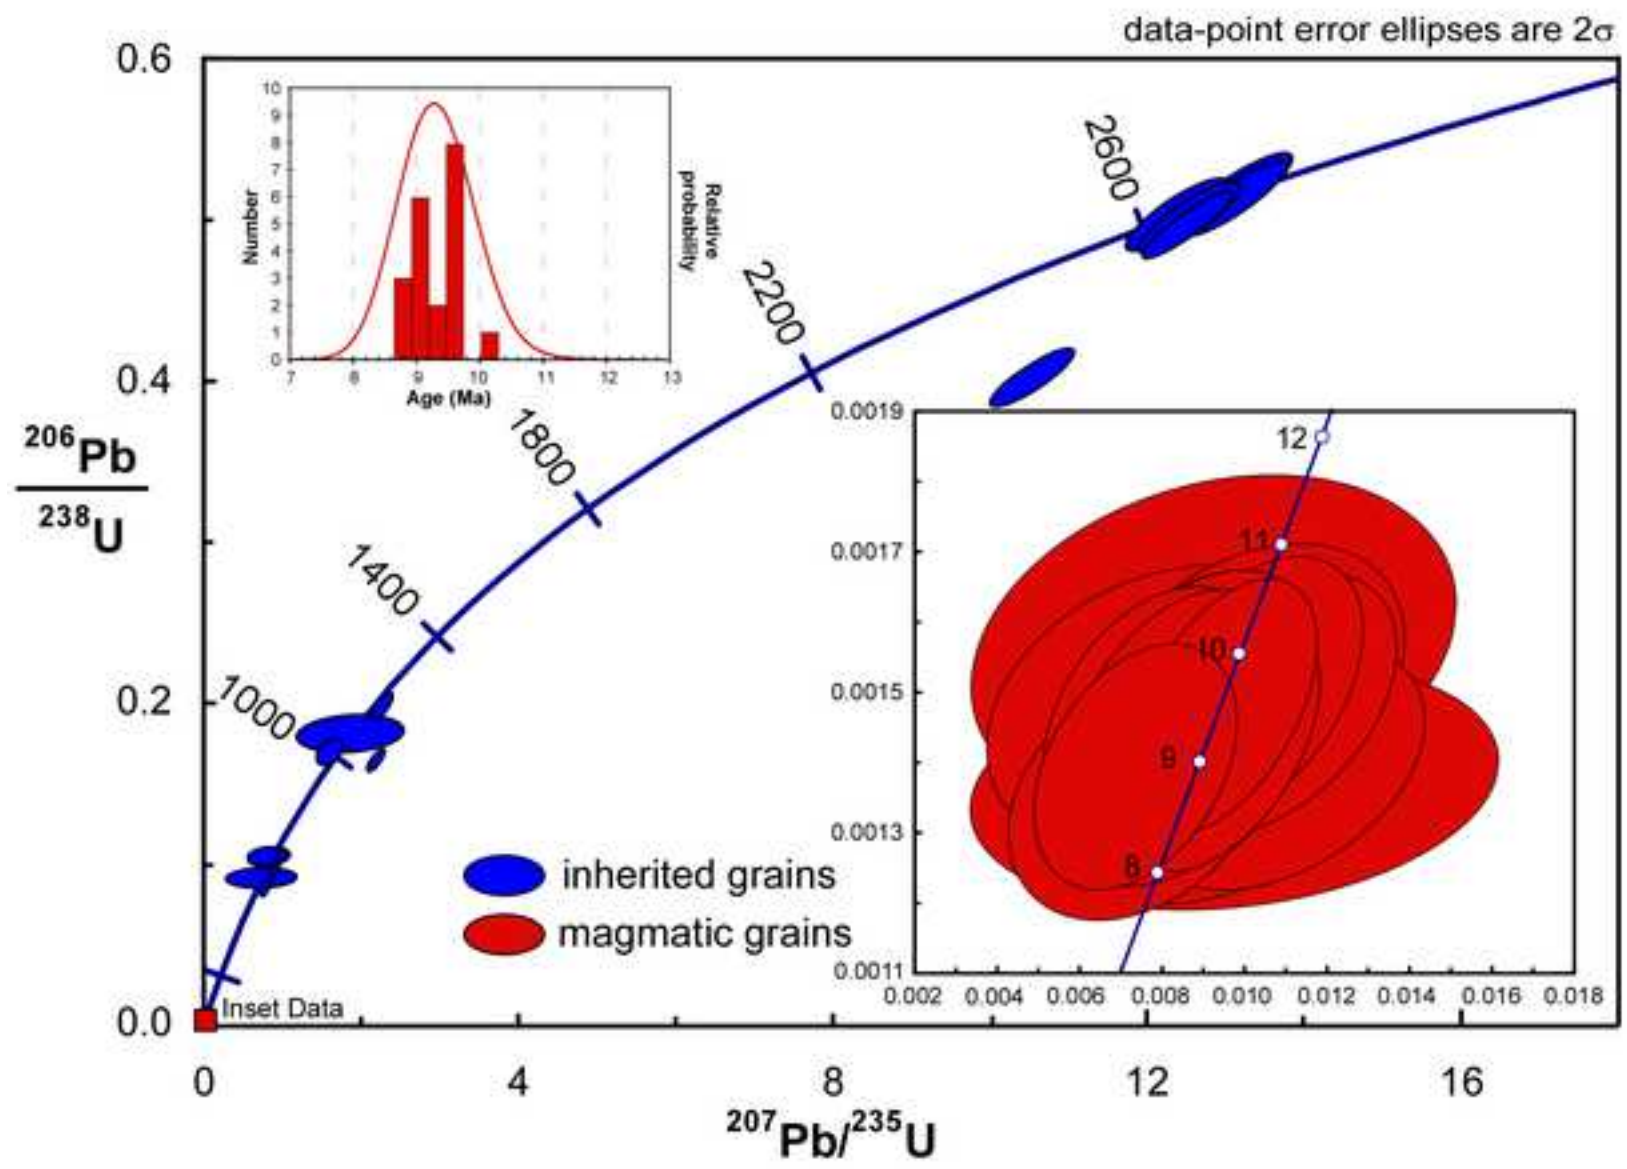 data-point error ellipses are 2σ
0.6
0.4
0.2
0.0
206Pb
238U
0 4 8 12 16
207Pb/235U
1000
1400
1800
2200
2600
Inset Data
inherited grains
magmatic grains
10
9
8
7
6
5
4
3
2
1
0
Number
Relative
probability
7 8 9 10 11 12 13
Age (Ma)
0.0019
0.0017
0.0015
0.0013
0.0011
0.002 0.004 0.006 0.008 0.010 0.012 0.014 0.016 0.018
12
11
10
9
8